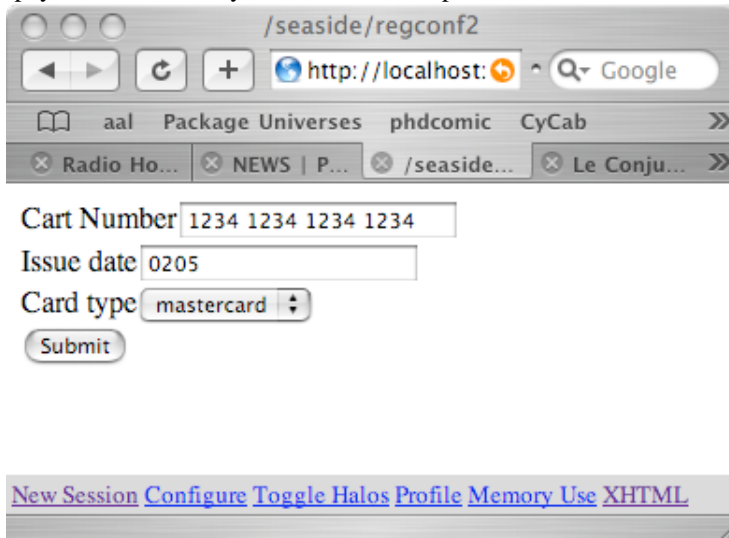 /seaside/regconf2
http://localhost: Google
aal Package Universes phdcomic CyCab
Radio Ho... NEWS | P... /seaside... Le Conju...
Cart Number 1234 1234 1234 1234
Issue date 0205
Card type mastercard
Submit
New Session Configure Toggle Halos Profile Memory Use XHTML